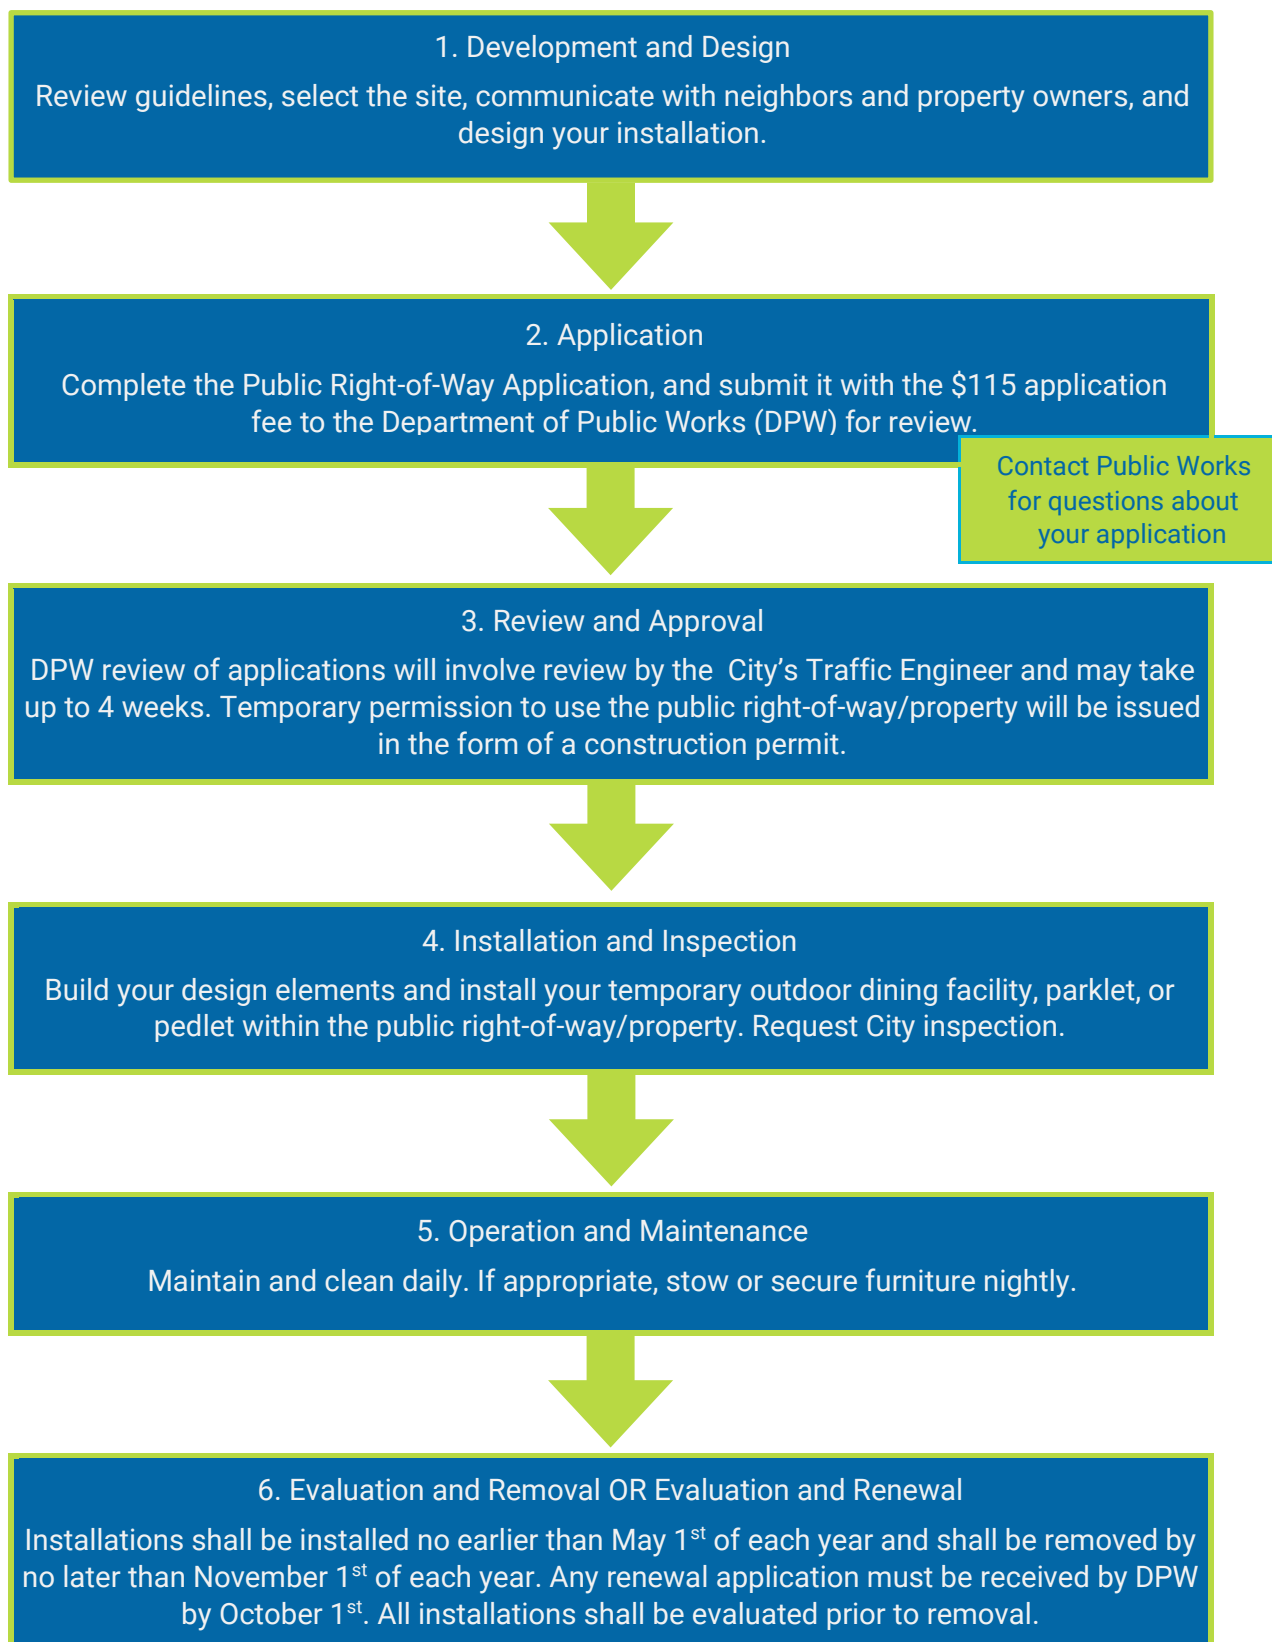 1. Development and Design
Review guidelines, select the site, communicate with neighbors and property owners, and
design your installation.
2. Application
Complete the Public Right-of-Way Application, and submit it with the $115 application
fee to the Department of Public Works (DPW) for review.
Contact Public Works
for questions about
your application
3. Review and Approval
DPW review of applications will involve review by the  City’s Traffic Engineer and may take
up to 4 weeks. Temporary permission to use the public right-of-way/property will be issued
in the form of a construction permit.
4. Installation and Inspection
Build your design elements and install your temporary outdoor dining facility, parklet, or
pedlet within the public right-of-way/property. Request City inspection.
5. Operation and Maintenance
Maintain and clean daily. If appropriate, stow or secure furniture nightly.
6. Evaluation and Removal OR Evaluation and Renewal
Installations shall be installed no earlier than May 1st of each year and shall be removed by
no later than November 1st of each year. Any renewal application must be received by DPW
by October 1st. All installations shall be evaluated prior to removal.